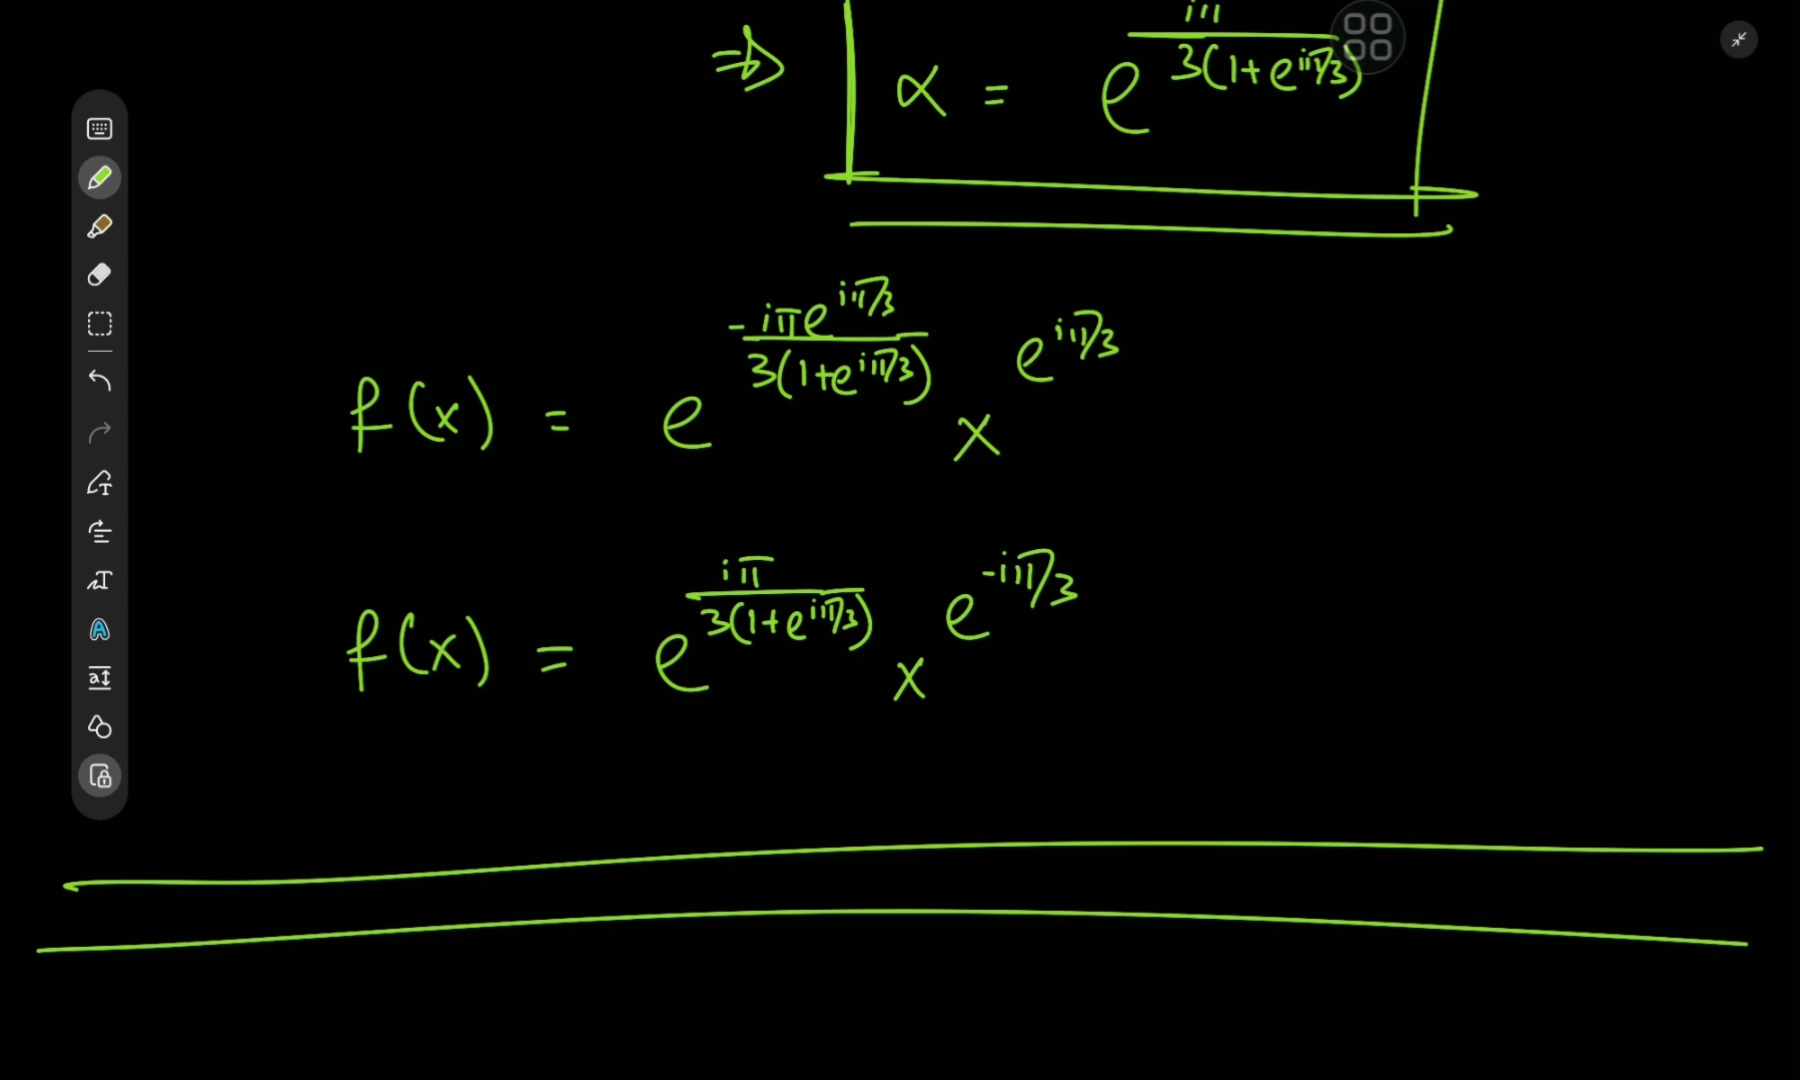 ⇒ α = e^{iπ/3(1+e^{iπ/3})}
f(x) = e^{-iπe^{iπ/3}/3(1+e^{iπ/3})} x^{e^{iπ/3}}
f(x) = e^{iπ/3(1+e^{iπ/3})} x^{e^{-iπ/3}}